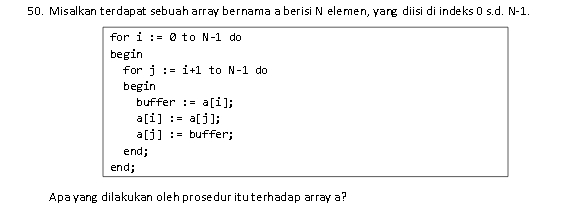 50. Misalkan terdapat sebuah array bernama a berisi N elemen, yang diisi di indeks 0 s.d. N-1.
for i := 0 to N-1 do
begin
for j := i+1 to N-1 do
begin
buffer := a[i];
a[i] := a[j];
a[j] := buffer;
end;
end;
Apa yang dilakukan oleh prosedur itu terhadap array a?